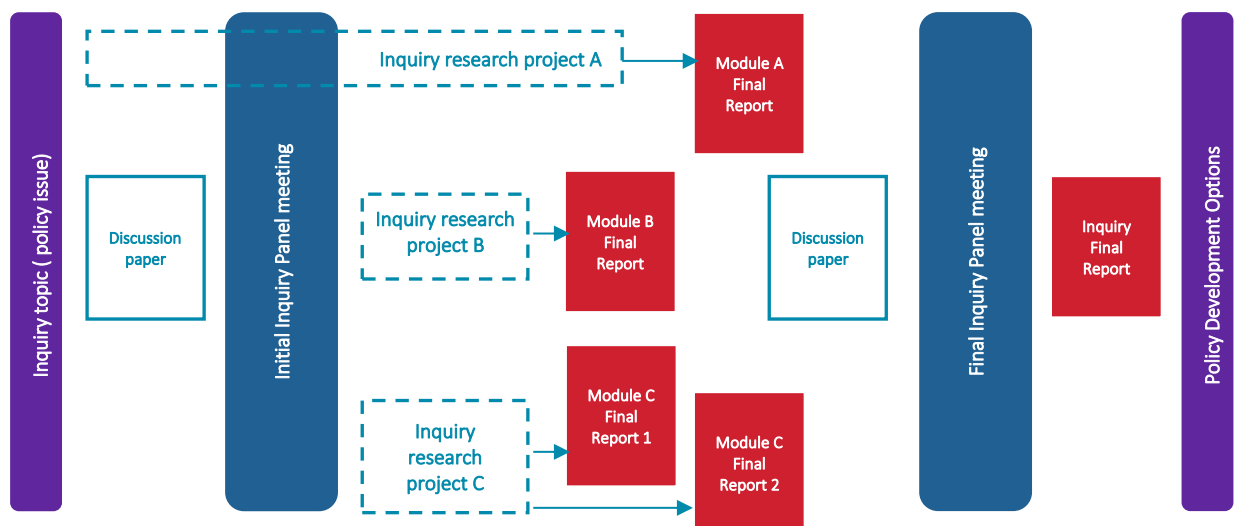 Inquiry topic ( policy issue)
Discussion
paper
Initial Inquiry Panel meeting
Inquiry research project A
Module A
Final
Report
Inquiry research
project B
Module B
Final
Report
Inquiry
research
project C
Module C
Final
Report 1
Module C
Final
Report 2
Discussion
paper
Final Inquiry Panel meeting
Inquiry
Final
Report
Policy Development Options